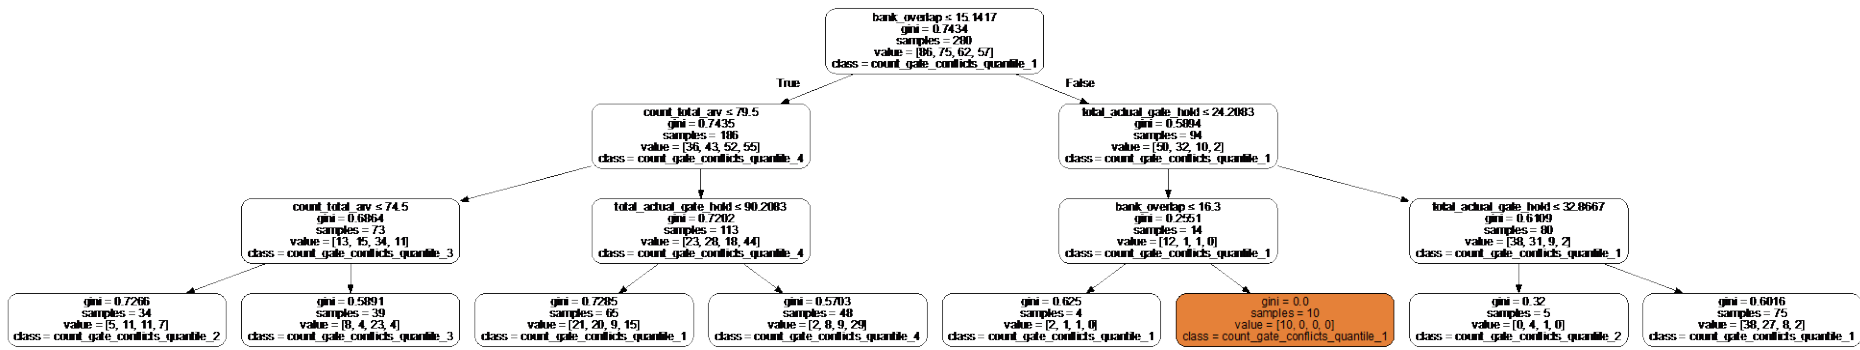 bank_overlap ≤ 15.1417
gini = 0.7434
samples = 280
value = [86, 75, 62, 57]
class = count_gate_conflicts_quantile_1
True
False
count_total_arv ≤ 79.5
gini = 0.7435
samples = 186
value = [36, 43, 52, 55]
class = count_gate_conflicts_quantile_4
total_actual_gate_hold ≤ 24.2083
gini = 0.5894
samples = 94
value = [50, 32, 10, 2]
class = count_gate_conflicts_quantile_1
count_total_arv ≤ 74.5
gini = 0.6864
samples = 73
value = [13, 15, 34, 11]
class = count_gate_conflicts_quantile_3
total_actual_gate_hold ≤ 90.2083
gini = 0.7202
samples = 113
value = [23, 28, 18, 44]
class = count_gate_conflicts_quantile_4
bank_overlap ≤ 16.3
gini = 0.2551
samples = 14
value = [12, 1, 1, 0]
class = count_gate_conflicts_quantile_1
total_actual_gate_hold ≤ 32.8667
gini = 0.6109
samples = 80
value = [38, 31, 9, 2]
class = count_gate_conflicts_quantile_1
gini = 0.7266
samples = 34
value = [5, 11, 11, 7]
class = count_gate_conflicts_quantile_2
gini = 0.5891
samples = 39
value = [8, 4, 23, 4]
class = count_gate_conflicts_quantile_3
gini = 0.7285
samples = 65
value = [21, 20, 9, 15]
class = count_gate_conflicts_quantile_1
gini = 0.5703
samples = 48
value = [2, 8, 9, 29]
class = count_gate_conflicts_quantile_4
gini = 0.625
samples = 4
value = [2, 1, 1, 0]
class = count_gate_conflicts_quantile_1
gini = 0.0
samples = 10
value = [10, 0, 0, 0]
class = count_gate_conflicts_quantile_1
gini = 0.32
samples = 5
value = [0, 4, 1, 0]
class = count_gate_conflicts_quantile_2
gini = 0.6016
samples = 75
value = [38, 27, 8, 2]
class = count_gate_conflicts_quantile_1